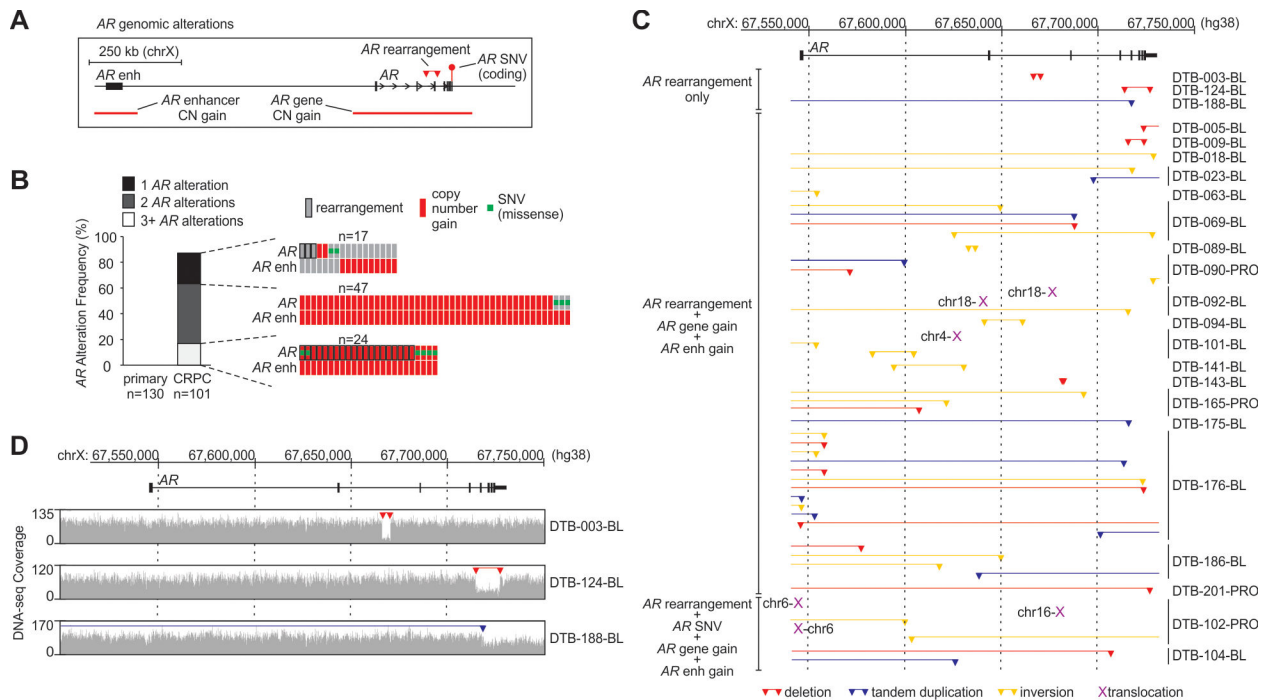 A
AR genomic alterations
250 kb (chrX)
AR rearrangement
AR SNV
(coding)
AR enh
AR
AR enhancer
CN gain
AR gene
CN gain
B
1 AR alteration
2 AR alterations
3+ AR alterations
rearrangement
copy
number
gain
SNV
(missense)
AR Alteration Frequency (%)
100
80
60
40
20
0
primary
n=130
CRPC
n=101
n=17
AR
AR enh
n=47
AR
AR enh
n=24
AR
AR enh
C
chrX: 67,550,000 67,600,000 67,650,000 67,700,000 67,750,000 (hg38)
AR
AR rearrangement
only
DTB-003-BL
DTB-124-BL
DTB-188-BL
AR rearrangement
+
AR gene gain
+
AR enh gain
DTB-005-BL
DTB-009-BL
DTB-018-BL
DTB-023-BL
DTB-063-BL
DTB-069-BL
DTB-089-BL
DTB-090-PRO
chr18-X
chr18-X
DTB-092-BL
DTB-094-BL
chr4-X
DTB-101-BL
DTB-141-BL
DTB-143-BL
DTB-165-PRO
DTB-175-BL
DTB-176-BL
DTB-186-BL
DTB-201-PRO
AR rearrangement
+
AR SNV
+
AR gene gain
+
AR enh gain
chr6-X
X-chr6
chr16-X
DTB-102-PRO
DTB-104-BL
deletion
tandem duplication
inversion
Xtranslocation
D
chrX: 67,550,000 67,600,000 67,650,000 67,700,000 67,750,000 (hg38)
AR
DNA-seq Coverage
135
0
DTB-003-BL
120
0
DTB-124-BL
170
0
DTB-188-BL